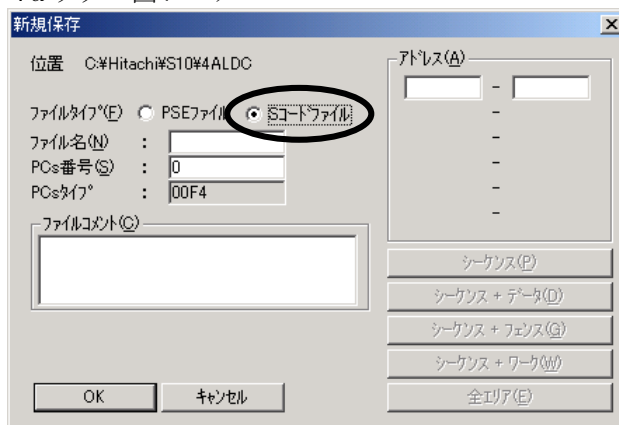 新規保存
位置 C:¥Hitachi¥S10¥4ALDC
ﾌｧｲﾙﾀｲﾌﾟ(F) PSEﾌｧｲﾙ Sｺｰﾄﾞﾌｧｲﾙ
ﾌｧｲﾙ名(N) :
PCs番号(S) : 0
PCsﾀｲﾌﾟ : 00F4
ﾌｧｲﾙｺﾒﾝﾄ(C)
OK ｷｬﾝｾﾙ
ｱﾄﾞﾚｽ(A)
-
-
-
-
-
ｼｰｹﾝｽ(P)
ｼｰｹﾝｽ + ﾃﾞｰﾀ(D)
ｼｰｹﾝｽ + ﾌｪﾝｽ(G)
ｼｰｹﾝｽ + ﾜｰｸ(W)
全ｴﾘｱ(E)